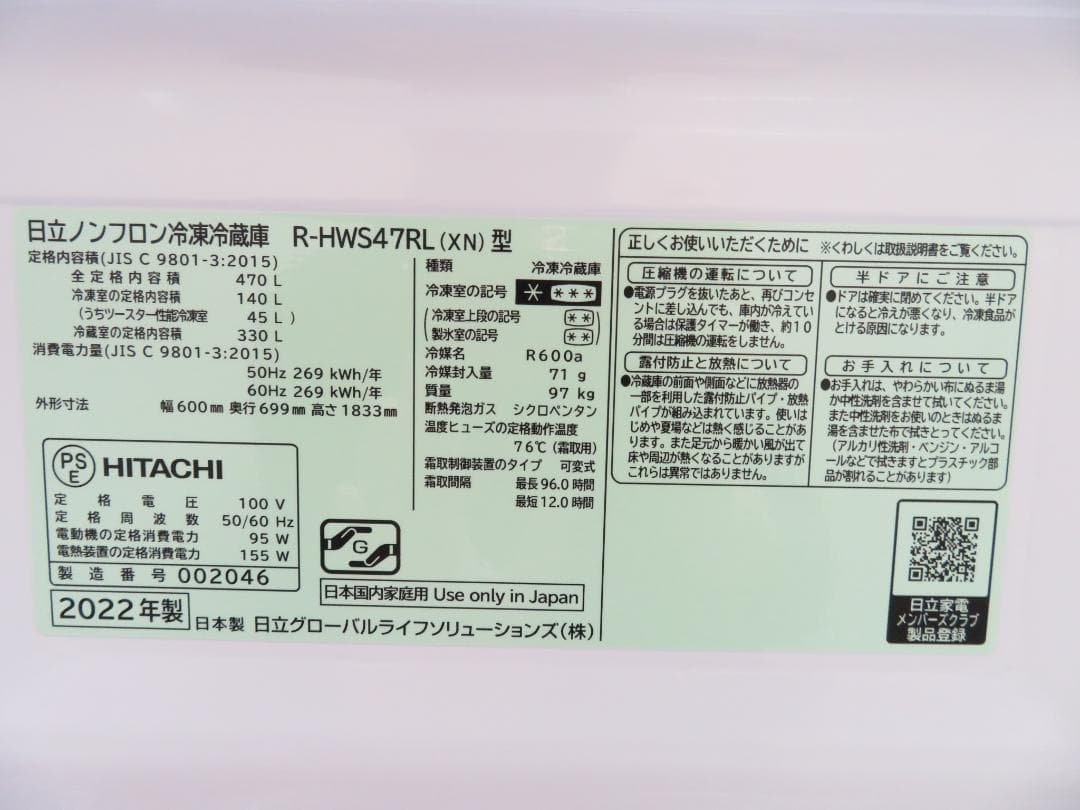 日立ノンフロン冷凍冷蔵庫 R-HWS47RL(XN)型
定格内容積(JIS C 9801-3:2015)
全定格内容積 470 L
冷凍室の定格内容積 140 L
(うちツースター性能冷凍室 45 L)
冷蔵室の定格内容積 330 L
消費電力量(JIS C 9801-3:2015)
50Hz 269 kWh/年
60Hz 269 kWh/年
外形寸法 幅600mm 奥行699mm 高さ1833mm
PS
E
HITACHI
定格電圧 100 V
定格周波数 50/60 Hz
電動機の定格消費電力 95 W
電熱装置の定格消費電力 155 W
製造番号 002046
2022年製
日本製 日立グローバルライフソリューションズ(株)
種類 冷凍冷蔵庫
冷凍室の記号 * ***
(冷凍室上段の記号 **)
(製氷室の記号 **)
冷媒名 R600a
冷媒封入量 71 g
質量 97 kg
断熱発泡ガス シクロペンタン
温度ヒューズの定格動作温度
76℃(霜取用)
霜取制御装置のタイプ 可変式
霜取間隔 最長96.0時間
最短12.0時間
G
日本国内家庭用 Use only in Japan
正しくお使いいただくために ※くわしくは取扱説明書をご覧ください。
圧縮機の運転について
●電源プラグを抜いたあと、再びコンセ
ントに差し込んでも、庫内が冷えてい
る場合は保護タイマーが働き、約10
分間は圧縮機の運転をしません。
露付防止と放熱について
●冷蔵庫の前面や側面などに放熱器の
一部を利用した露付防止パイプ・放熱
パイプが組み込まれています。使いは
じめや夏場などは熱く感じることがあ
ります。また足元から暖かい風が出て
床や周辺が熱くなることがありますが
これらは異常ではありません。
半ドアにご注意
●ドアは確実に閉めてください。半ドア
になると冷えが悪くなり、冷凍食品が
とける原因になります。
お手入れについて
●お手入れは、やわらかい布にぬるま湯
か中性洗剤を含ませて拭いてください。
また中性洗剤をお使いのときはぬるま
湯を含ませた布で拭きとってください。
(アルカリ性洗剤・ベンジン・アルコ
ールなどで拭きますとプラスチック部
品が割れることがあります)
日立家電
メンバーズクラブ
製品登録